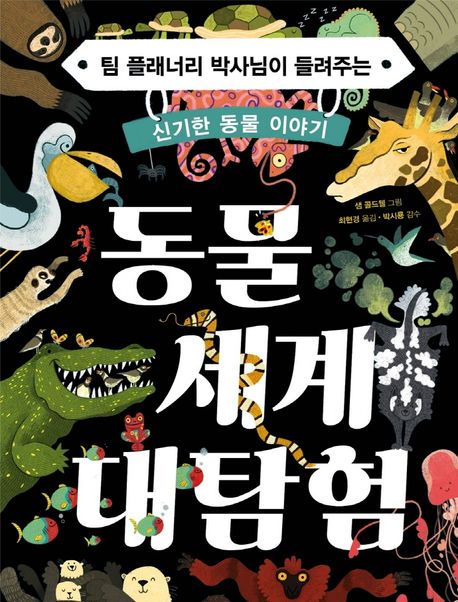 팀 플래너리 박사님이 들려주는
신기한 동물 이야기
샘 콜드웰 그림
최현경 옮김 • 박시룡 감수
동물
세계
대탐험